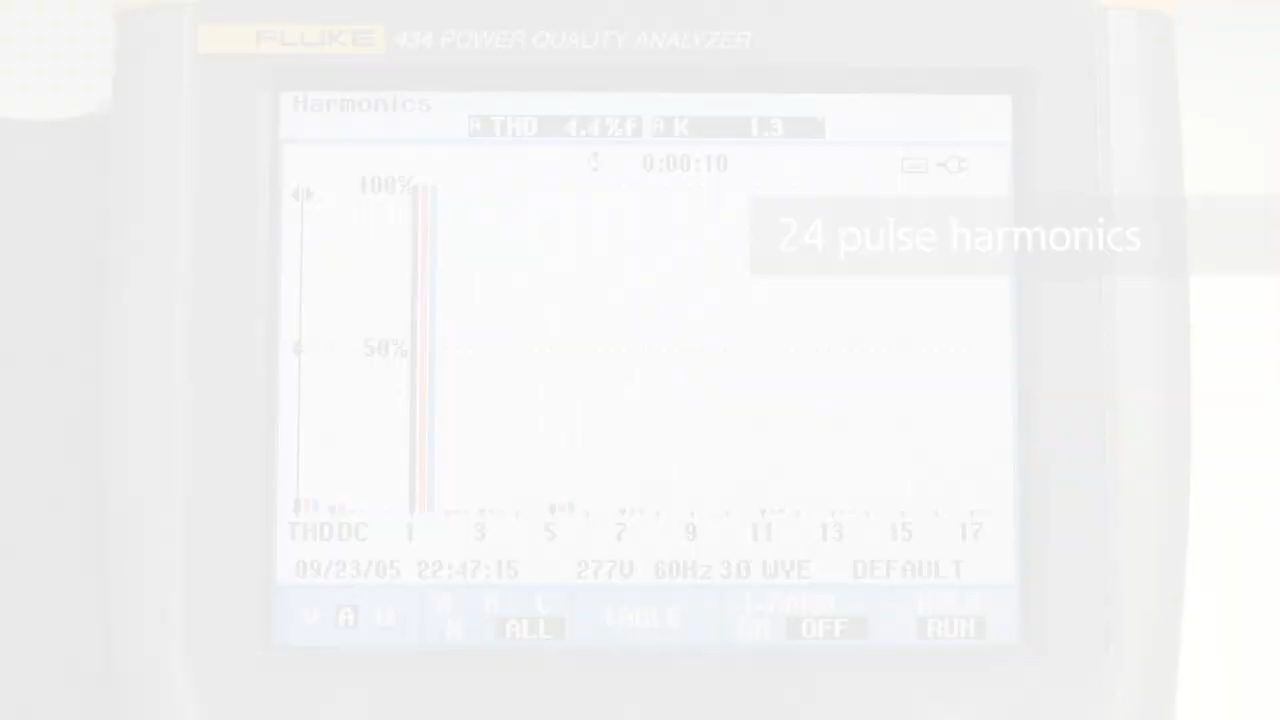 FLUKE 434 POWER QUALITY ANALYZER
Harmonics
A THD 4.4%f A K 1.3
0:00:10
100%
24 pulse harmonics
50%
THDDC 1 3 5 7 9 11 13 15 17
09/23/05 22:47:15 277V 60Hz 3Ø WYE DEFAULT
V A W
ALL TABLE OFF RUN